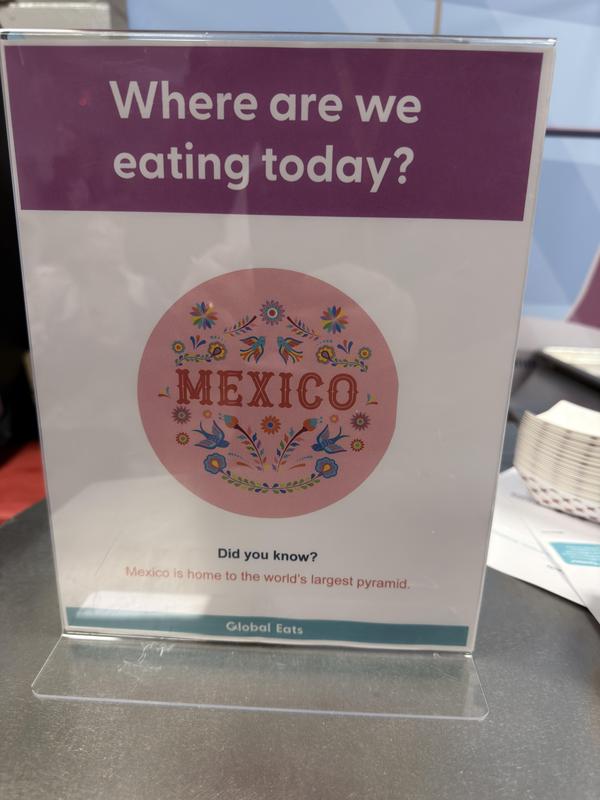 Where are we
eating today?
MEXICO
Did you know?
Mexico is home to the world's largest pyramid.
Global Eats